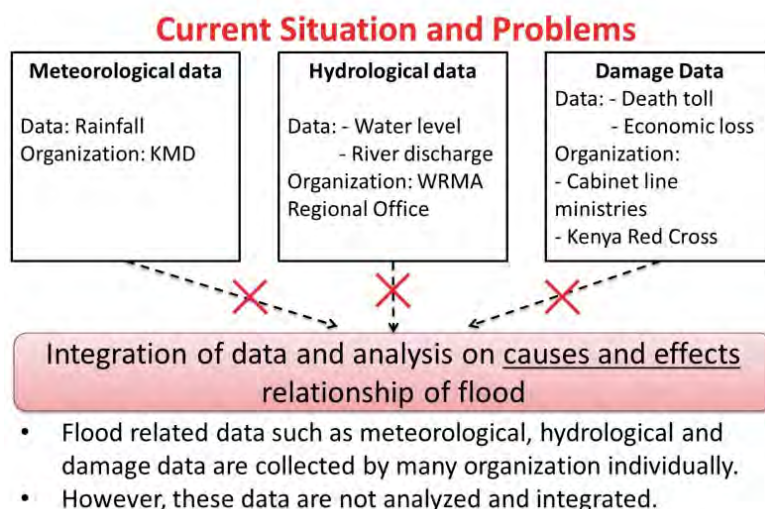 Current Situation and Problems
Meteorological data
Data: Rainfall
Organization: KMD
Hydrological data
Data: - Water level
- River discharge
Organization: WRMA
Regional Office
Damage Data
Data: - Death toll
- Economic loss
Organization:
- Cabinet line
ministries
- Kenya Red Cross
Integration of data and analysis on causes and effects
relationship of flood
• Flood related data such as meteorological, hydrological and
damage data are collected by many organization individually.
• However, these data are not analyzed and integrated.